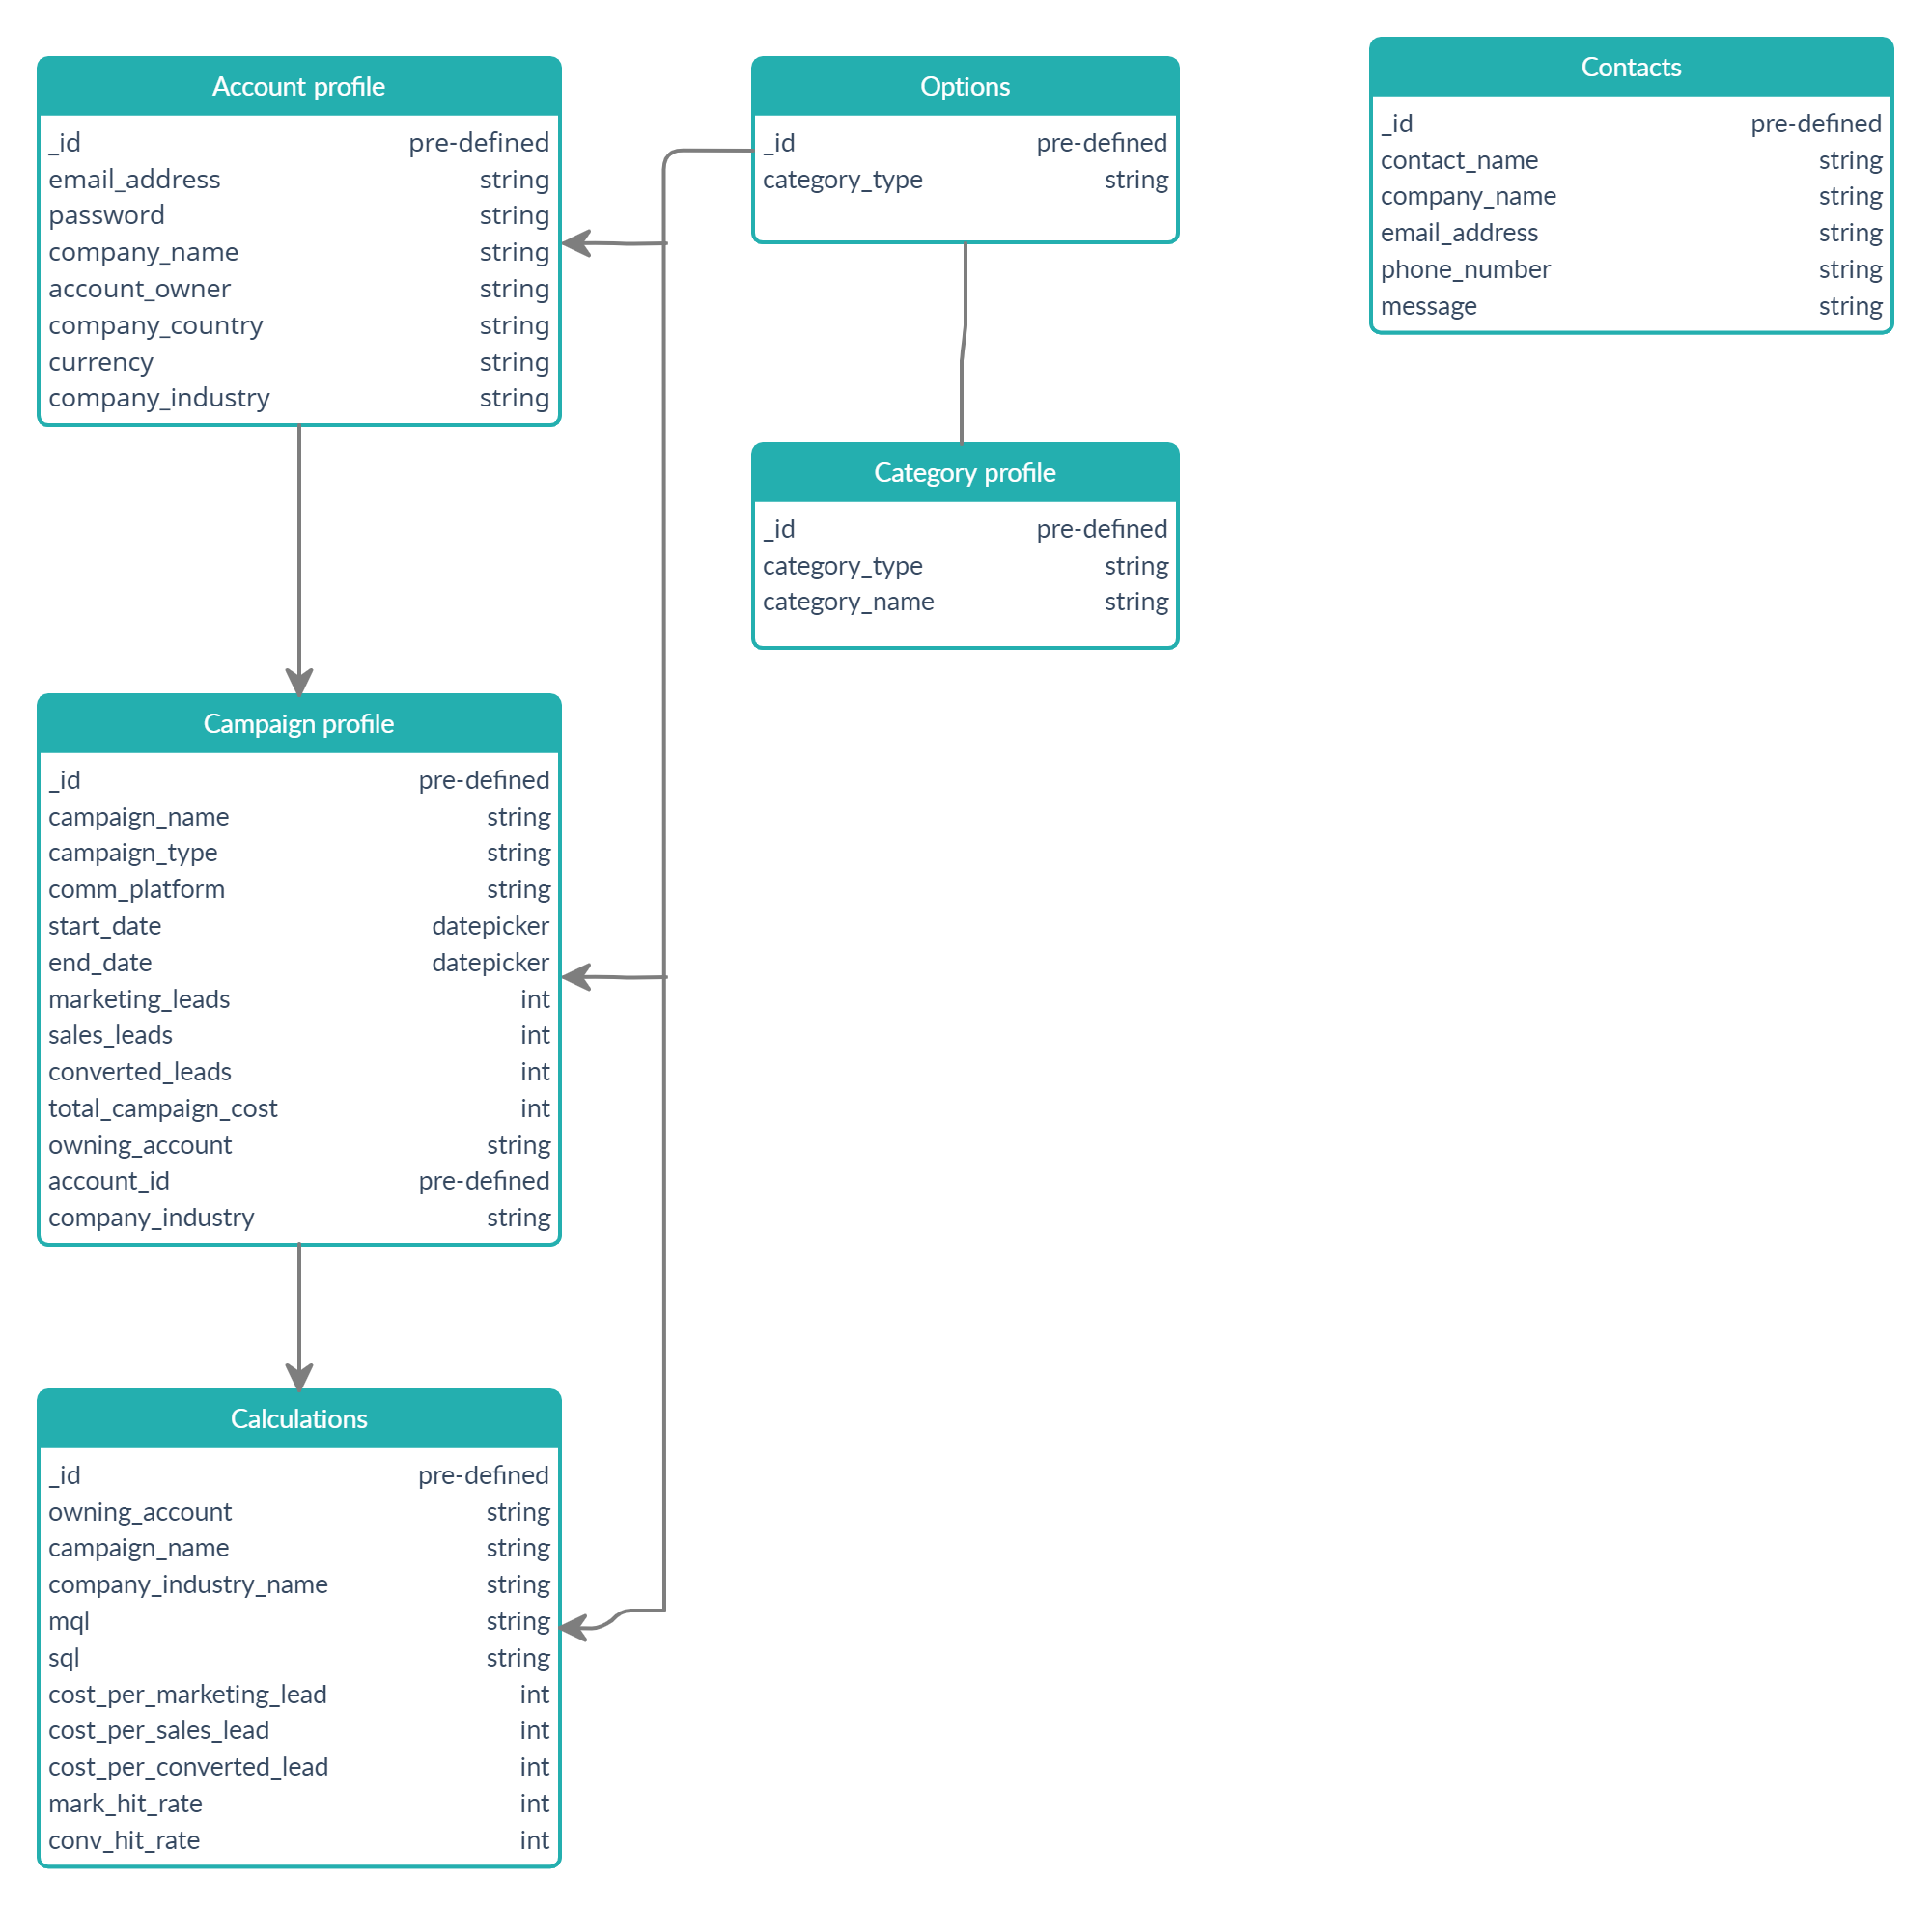 Account profile
_id pre-defined
email_address string
password string
company_name string
account_owner string
company_country string
currency string
company_industry string
Options
_id pre-defined
category_type string
Contacts
_id pre-defined
contact_name string
company_name string
email_address string
phone_number string
message string
Category profile
_id pre-defined
category_type string
category_name string
Campaign profile
_id pre-defined
campaign_name string
campaign_type string
comm_platform string
start_date datepicker
end_date datepicker
marketing_leads int
sales_leads int
converted_leads int
total_campaign_cost int
owning_account string
account_id pre-defined
company_industry string
Calculations
_id pre-defined
owning_account string
campaign_name string
company_industry_name string
mql string
sql string
cost_per_marketing_lead int
cost_per_sales_lead int
cost_per_converted_lead int
mark_hit_rate int
conv_hit_rate int